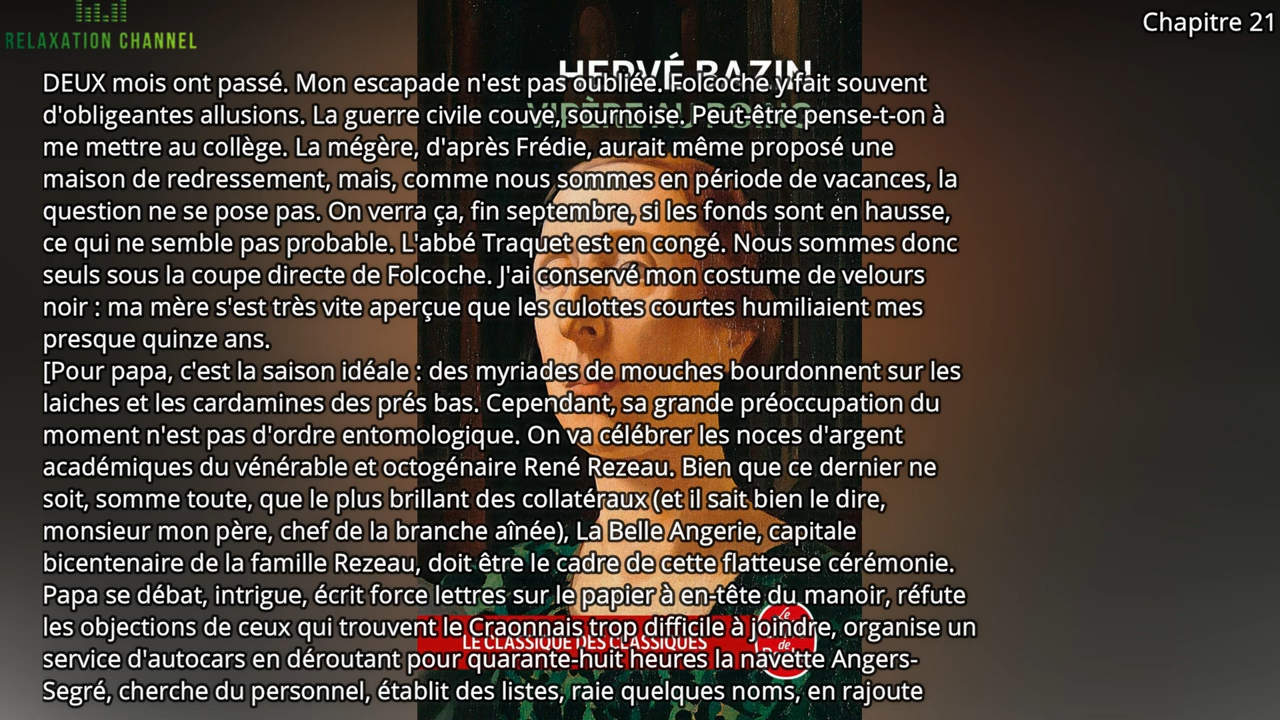 RELAXATION CHANNEL
Chapitre 21
HERVÉ BAZIN
VIPÈRE AU POING
DEUX mois ont passé. Mon escapade n'est pas oubliée. Folcoche y fait souvent
d'obligeantes allusions. La guerre civile couve, sournoise. Peut-être pense-t-on à
me mettre au collège. La mégère, d'après Frédie, aurait même proposé une
maison de redressement, mais, comme nous sommes en période de vacances, la
question ne se pose pas. On verra ça, fin septembre, si les fonds sont en hausse,
ce qui ne semble pas probable. L'abbé Traquet est en congé. Nous sommes donc
seuls sous la coupe directe de Folcoche. J'ai conservé mon costume de velours
noir : ma mère s'est très vite aperçue que les culottes courtes humiliaient mes
presque quinze ans.
[Pour papa, c'est la saison idéale : des myriades de mouches bourdonnent sur les
laiches et les cardamines des prés bas. Cependant, sa grande préoccupation du
moment n'est pas d'ordre entomologique. On va célébrer les noces d'argent
académiques du vénérable et octogénaire René Rezeau. Bien que ce dernier ne
soit, somme toute, que le plus brillant des collatéraux (et il sait bien le dire,
monsieur mon père, chef de la branche aînée), La Belle Angerie, capitale
bicentenaire de la famille Rezeau, doit être le cadre de cette flatteuse cérémonie.
Papa se débat, intrigue, écrit force lettres sur le papier à en-tête du manoir, réfute
les objections de ceux qui trouvent le Craonnais trop difficile à joindre, organise un
service d'autocars en déroutant pour quarante-huit heures la navette Angers-
Segré, cherche du personnel, établit des listes, raie quelques noms, en rajoute
LE CLASSIQUE DES CLASSIQUES
Le
de